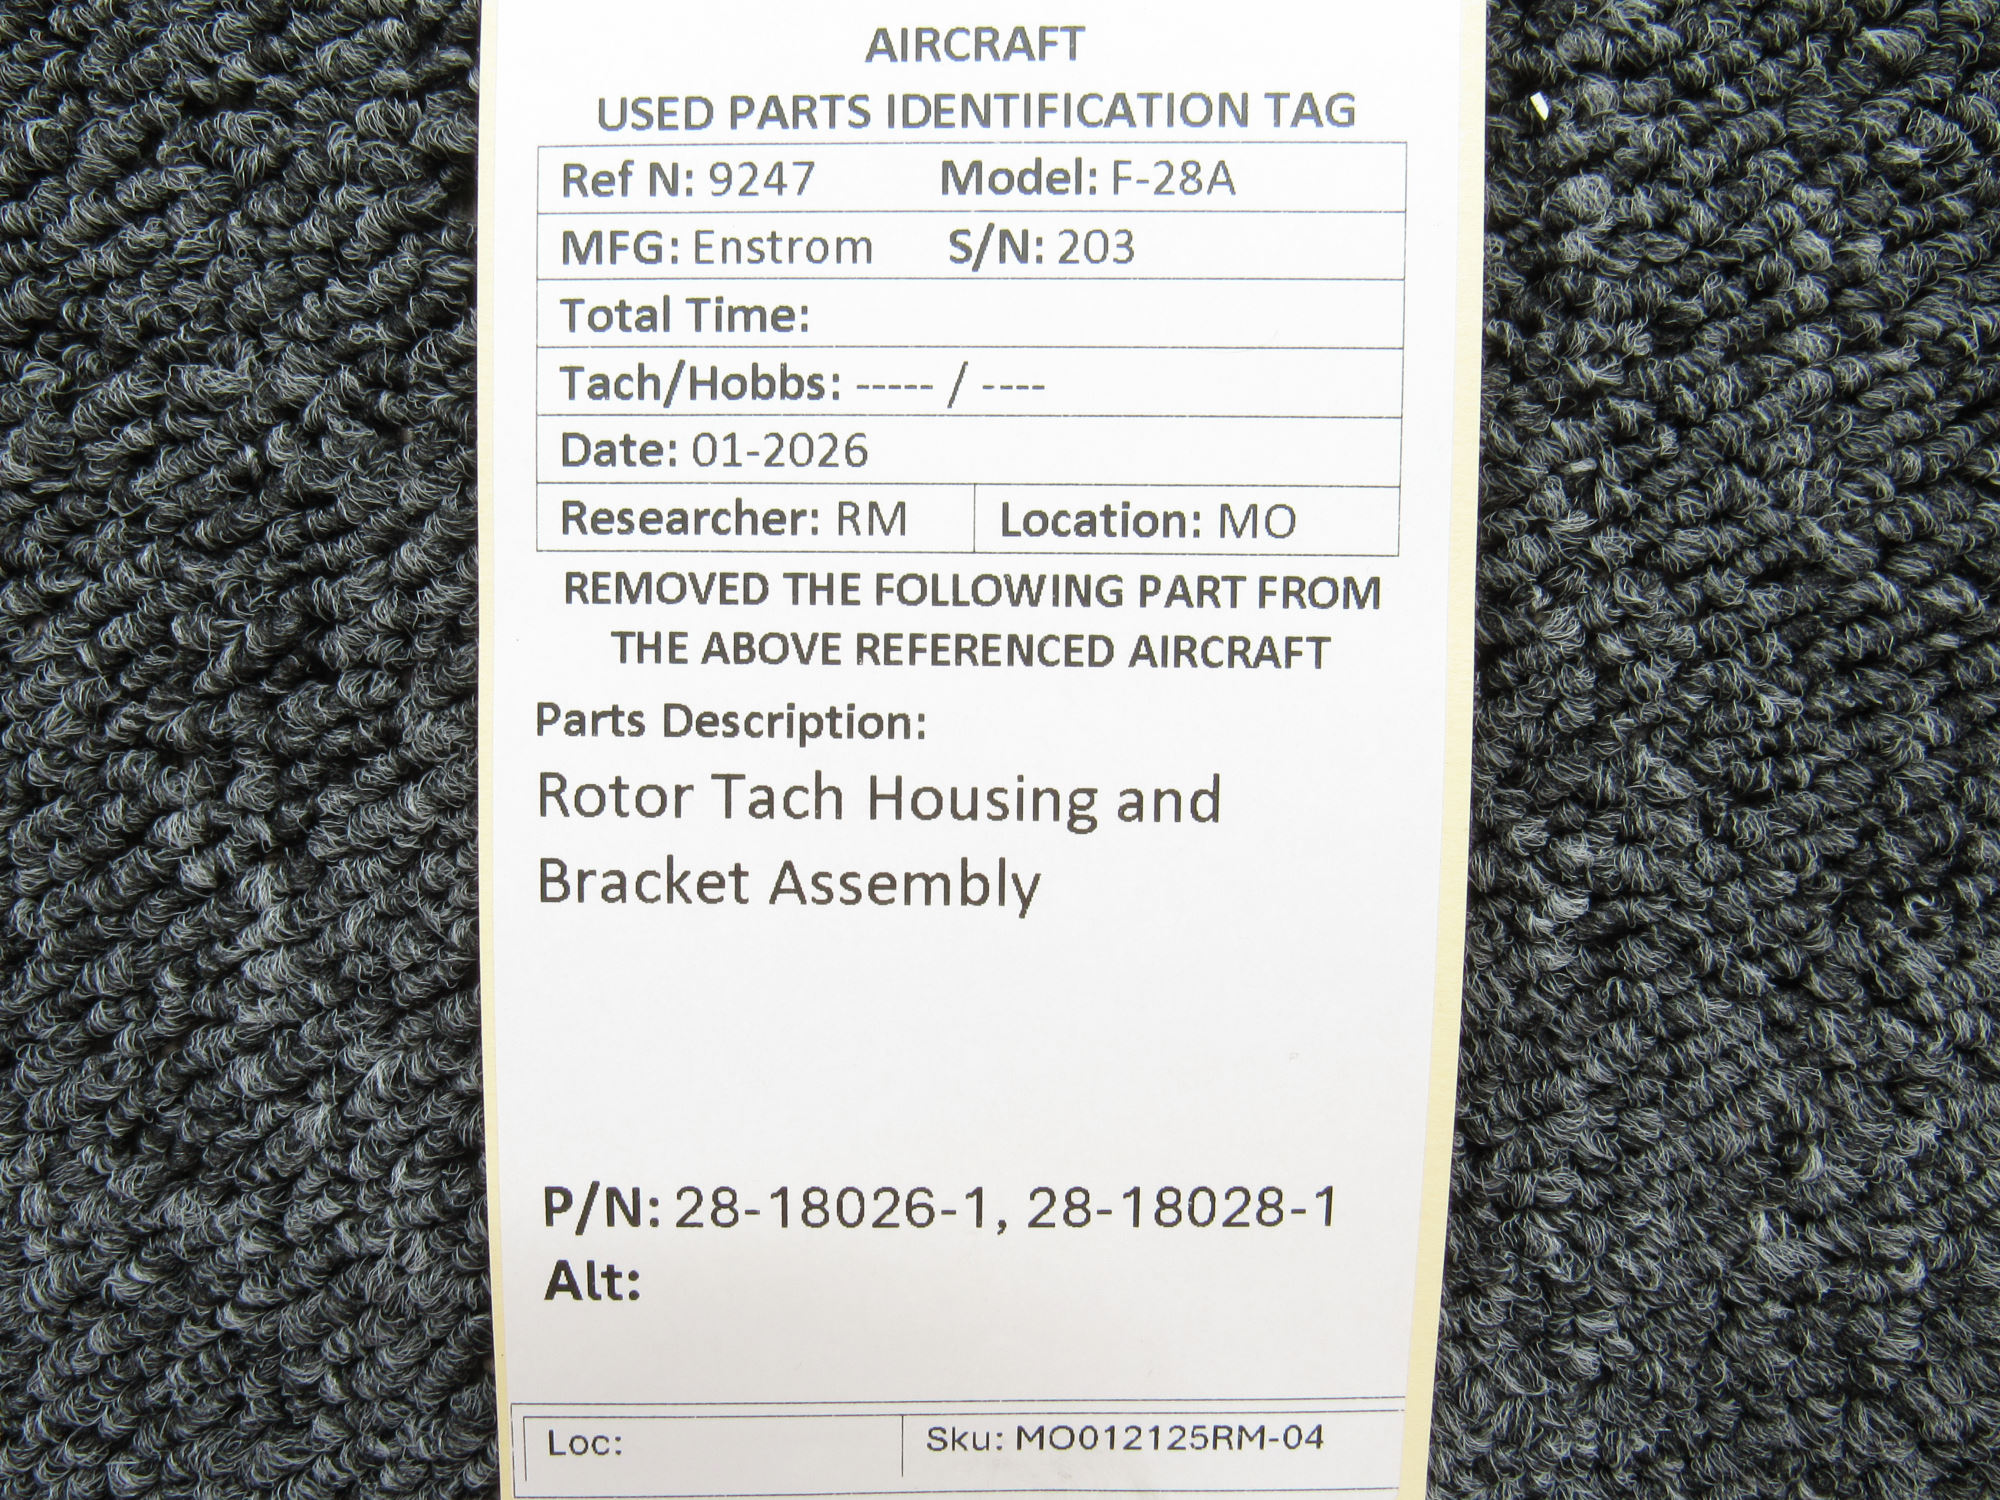 AIRCRAFT
USED PARTS IDENTIFICATION TAG
Ref N: 9247 Model: F-28A
MFG: Enstrom S/N: 203
Total Time:
Tach/Hobbs: ----- / ----
Date: 01-2026
Researcher: RM Location: MO
REMOVED THE FOLLOWING PART FROM
THE ABOVE REFERENCED AIRCRAFT
Parts Description:
Rotor Tach Housing and
Bracket Assembly
P/N: 28-18026-1, 28-18028-1
Alt:
Loc: Sku: MO012125RM-04